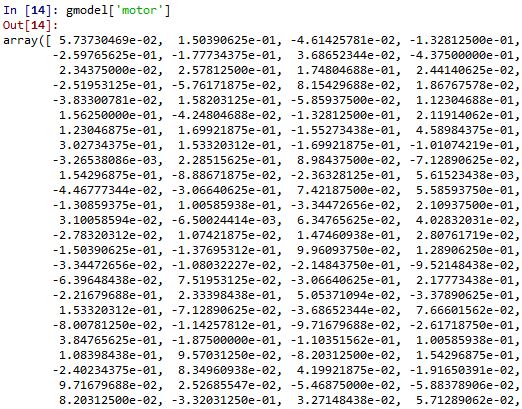 In [14]: gmodel['motor']
Out[14]:
array([ 5.73730469e-02, 1.50390625e-01, -4.61425781e-02, -1.32812500e-01,
-2.59765625e-01, -1.77734375e-01, 3.68652344e-02, -4.37500000e-01,
2.34375000e-01, 2.57812500e-01, 1.74804688e-01, 2.44140625e-02,
-2.51953125e-01, -5.76171875e-02, 8.15429688e-02, 1.86767578e-02,
-3.83300781e-02, 1.58203125e-01, -5.85937500e-02, 1.12304688e-01,
1.56250000e-01, -4.24804688e-02, -1.32812500e-01, 2.11914062e-01,
1.23046875e-01, 1.69921875e-01, -1.55273438e-01, 4.58984375e-01,
3.02734375e-01, 1.53320312e-01, -1.69921875e-01, -1.01074219e-01,
-3.26538086e-03, 2.28515625e-01, 8.98437500e-02, -7.12890625e-02,
1.54296875e-01, -8.88671875e-02, -2.36328125e-01, 5.61523438e-03,
-4.46777344e-02, -3.06640625e-01, 7.42187500e-02, 5.58593750e-01,
-1.30859375e-01, 1.00585938e-01, -3.34472656e-02, 2.10937500e-01,
3.10058594e-02, -6.50024414e-03, 6.34765625e-02, 4.02832031e-02,
-2.78320312e-02, 1.07421875e-02, 1.47460938e-01, 2.80761719e-02,
-1.50390625e-01, -1.37695312e-01, 9.96093750e-02, 1.28906250e-01,
-3.34472656e-02, -1.08032227e-02, -2.14843750e-01, -9.52148438e-02,
-6.39648438e-02, 7.51953125e-02, -3.06640625e-01, 2.17773438e-01,
-2.21679688e-01, 2.33398438e-01, 5.05371094e-02, -3.37890625e-01,
1.53320312e-01, -7.12890625e-02, -3.68652344e-02, 7.66601562e-02,
-8.00781250e-02, -1.14257812e-01, -9.71679688e-02, -2.61718750e-01,
3.84765625e-01, -1.87500000e-01, -1.10351562e-01, 1.00585938e-01,
1.08398438e-01, 9.57031250e-02, -8.20312500e-02, 1.54296875e-01,
-2.40234375e-01, 8.34960938e-02, 4.19921875e-02, -1.91650391e-02,
9.71679688e-02, 2.52685547e-02, -5.46875000e-02, -5.88378906e-02,
8.20312500e-02, -3.32031250e-01, 3.27148438e-02, 5.71289062e-02,